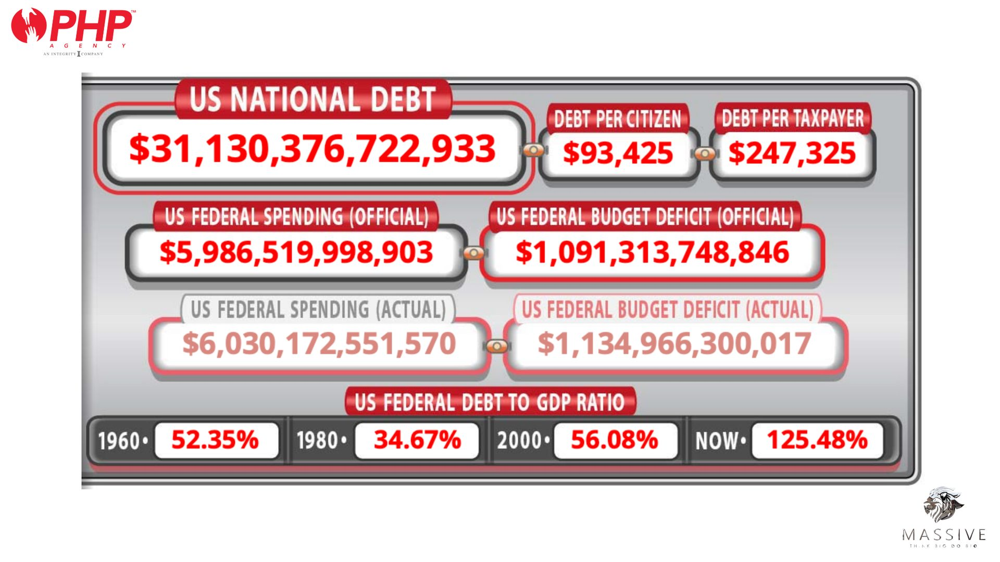 PHP™
AGENCY
AN INTEGRITY COMPANY
US NATIONAL DEBT
$31,130,376,722,933
DEBT PER CITIZEN
$93,425
DEBT PER TAXPAYER
$247,325
US FEDERAL SPENDING (OFFICIAL)
$5,986,519,998,903
US FEDERAL BUDGET DEFICIT (OFFICIAL)
$1,091,313,748,846
US FEDERAL SPENDING (ACTUAL)
$6,030,172,551,570
US FEDERAL BUDGET DEFICIT (ACTUAL)
$1,134,966,300,017
US FEDERAL DEBT TO GDP RATIO
1960• 52.35% 1980• 34.67% 2000• 56.08% NOW• 125.48%
MASSIVE
THINK BIG DO BIG